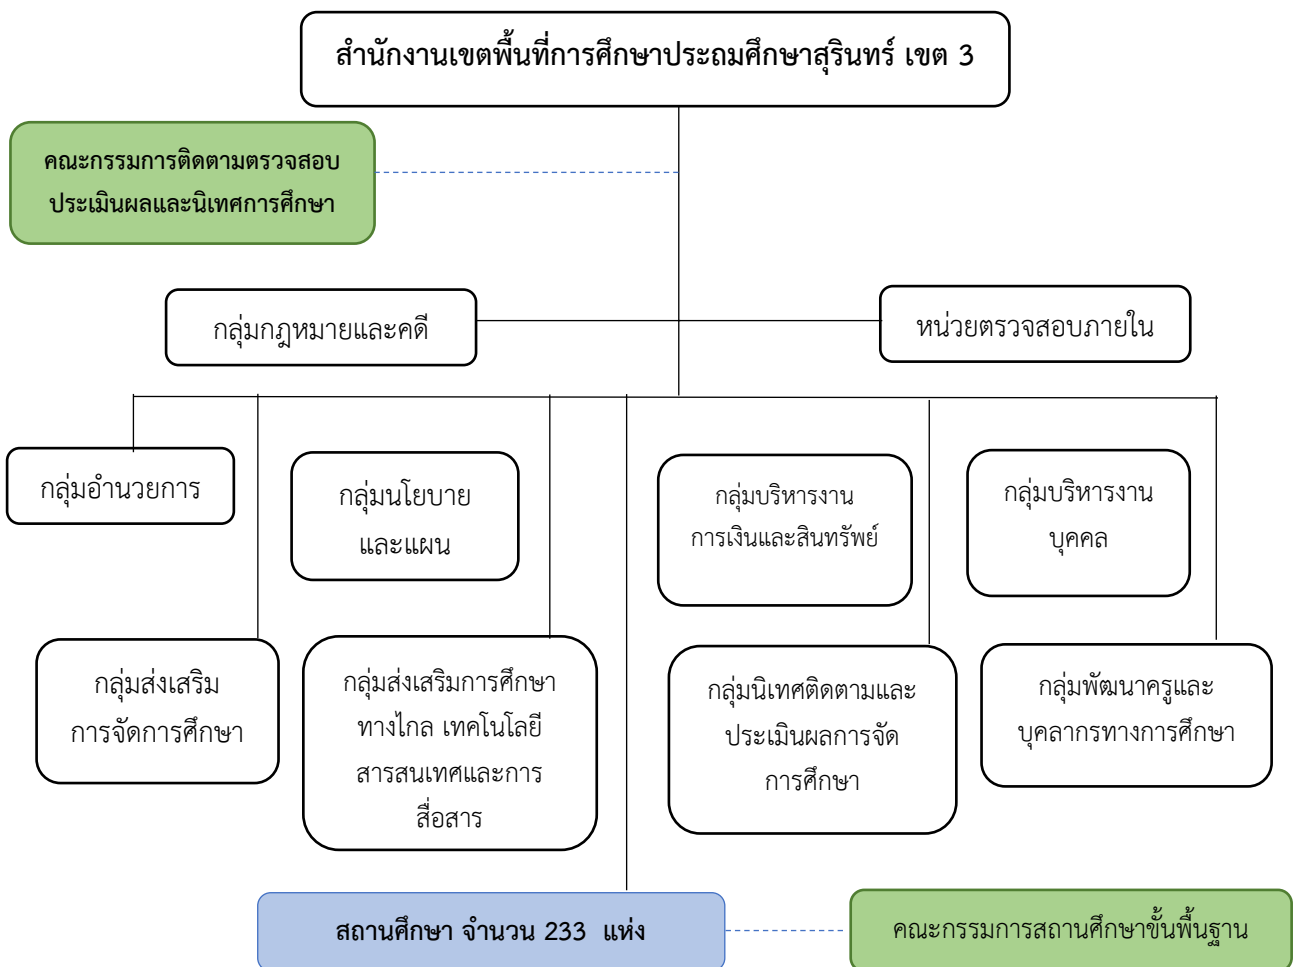 สำนักงานเขตพื้นที่การศึกษาประถมศึกษาสุรินทร์ เขต 3
คณะกรรมการติดตามตรวจสอบ
ประเมินผลและนิเทศการศึกษา
กลุ่มกฎหมายและคดี
หน่วยตรวจสอบภายใน
กลุ่มอำนวยการ
กลุ่มนโยบาย
และแผน
กลุ่มบริหารงาน
การเงินและสินทรัพย์
กลุ่มบริหารงาน
บุคคล
กลุ่มส่งเสริม
การจัดการศึกษา
กลุ่มส่งเสริมการศึกษา
ทางไกล เทคโนโลยี
สารสนเทศและการ
สื่อสาร
กลุ่มนิเทศติดตามและ
ประเมินผลการจัด
การศึกษา
กลุ่มพัฒนาครูและ
บุคลากรทางการศึกษา
สถานศึกษา จำนวน 233 แห่ง
คณะกรรมการสถานศึกษาขั้นพื้นฐาน